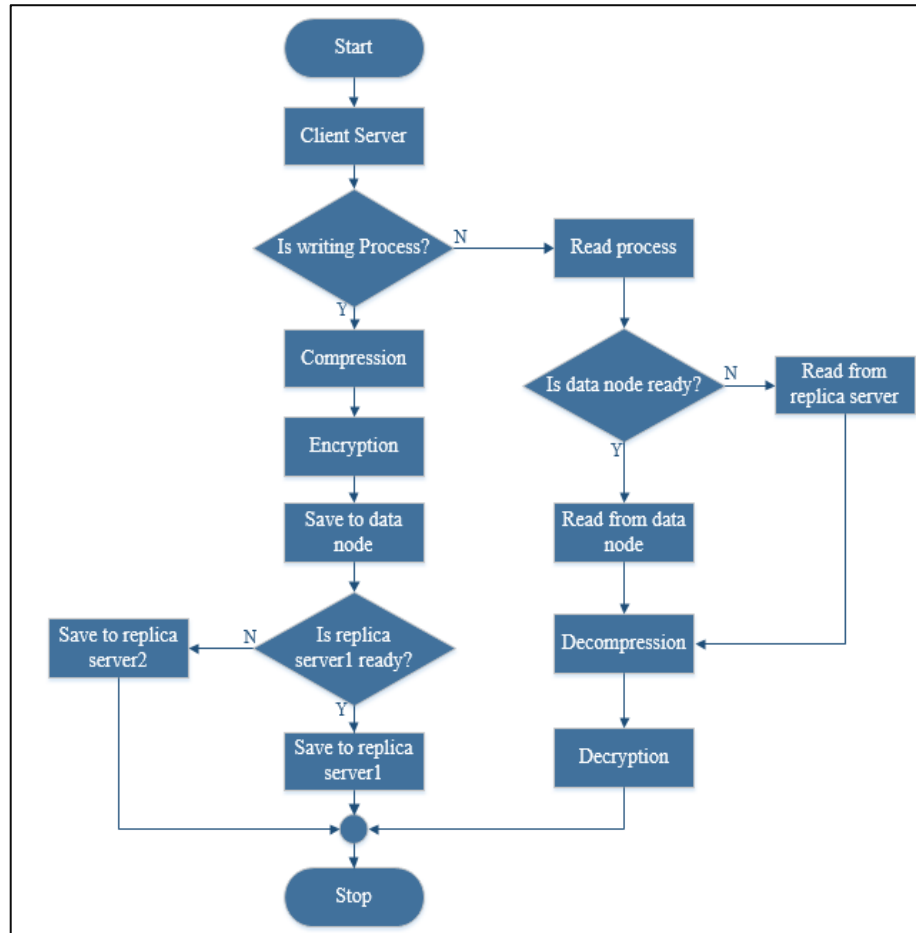 Start
Client Server
Is writing Process?
N
Read process
Y
Compression
Is data node ready?
N
Read from
replica server
Encryption
Y
Save to data
node
Read from data
node
Save to replica
server2
N
Is replica
server1 ready?
Decompression
Y
Save to replica
server1
Decryption
Stop